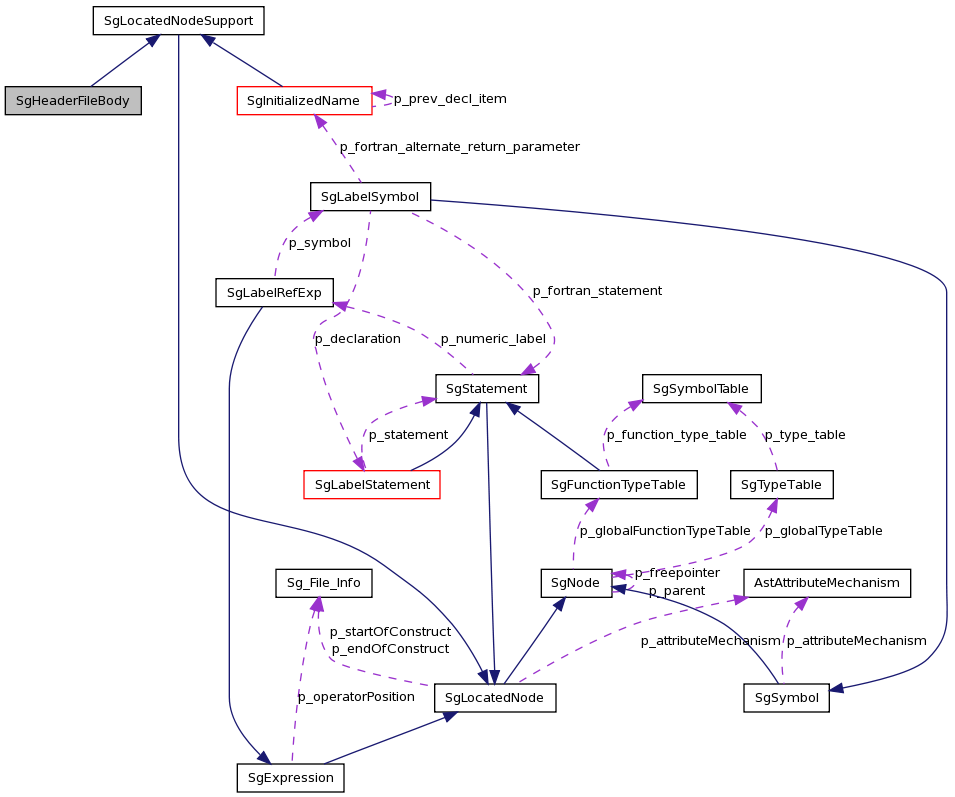 SgLocatedNodeSupport
SgHeaderFileBody
SgInitializedName
p_prev_decl_item
p_fortran_alternate_return_parameter
SgLabelSymbol
p_symbol
SgLabelRefExp
p_fortran_statement
p_declaration
p_numeric_label
SgStatement
SgSymbolTable
p_statement
p_function_type_table
p_type_table
SgLabelStatement
SgFunctionTypeTable
SgTypeTable
p_globalFunctionTypeTable
p_globalTypeTable
Sg_File_Info
SgNode
p_freepointer
p_parent
AstAttributeMechanism
p_startOfConstruct
p_endOfConstruct
p_attributeMechanism
p_attributeMechanism
p_operatorPosition
SgLocatedNode
SgSymbol
SgExpression